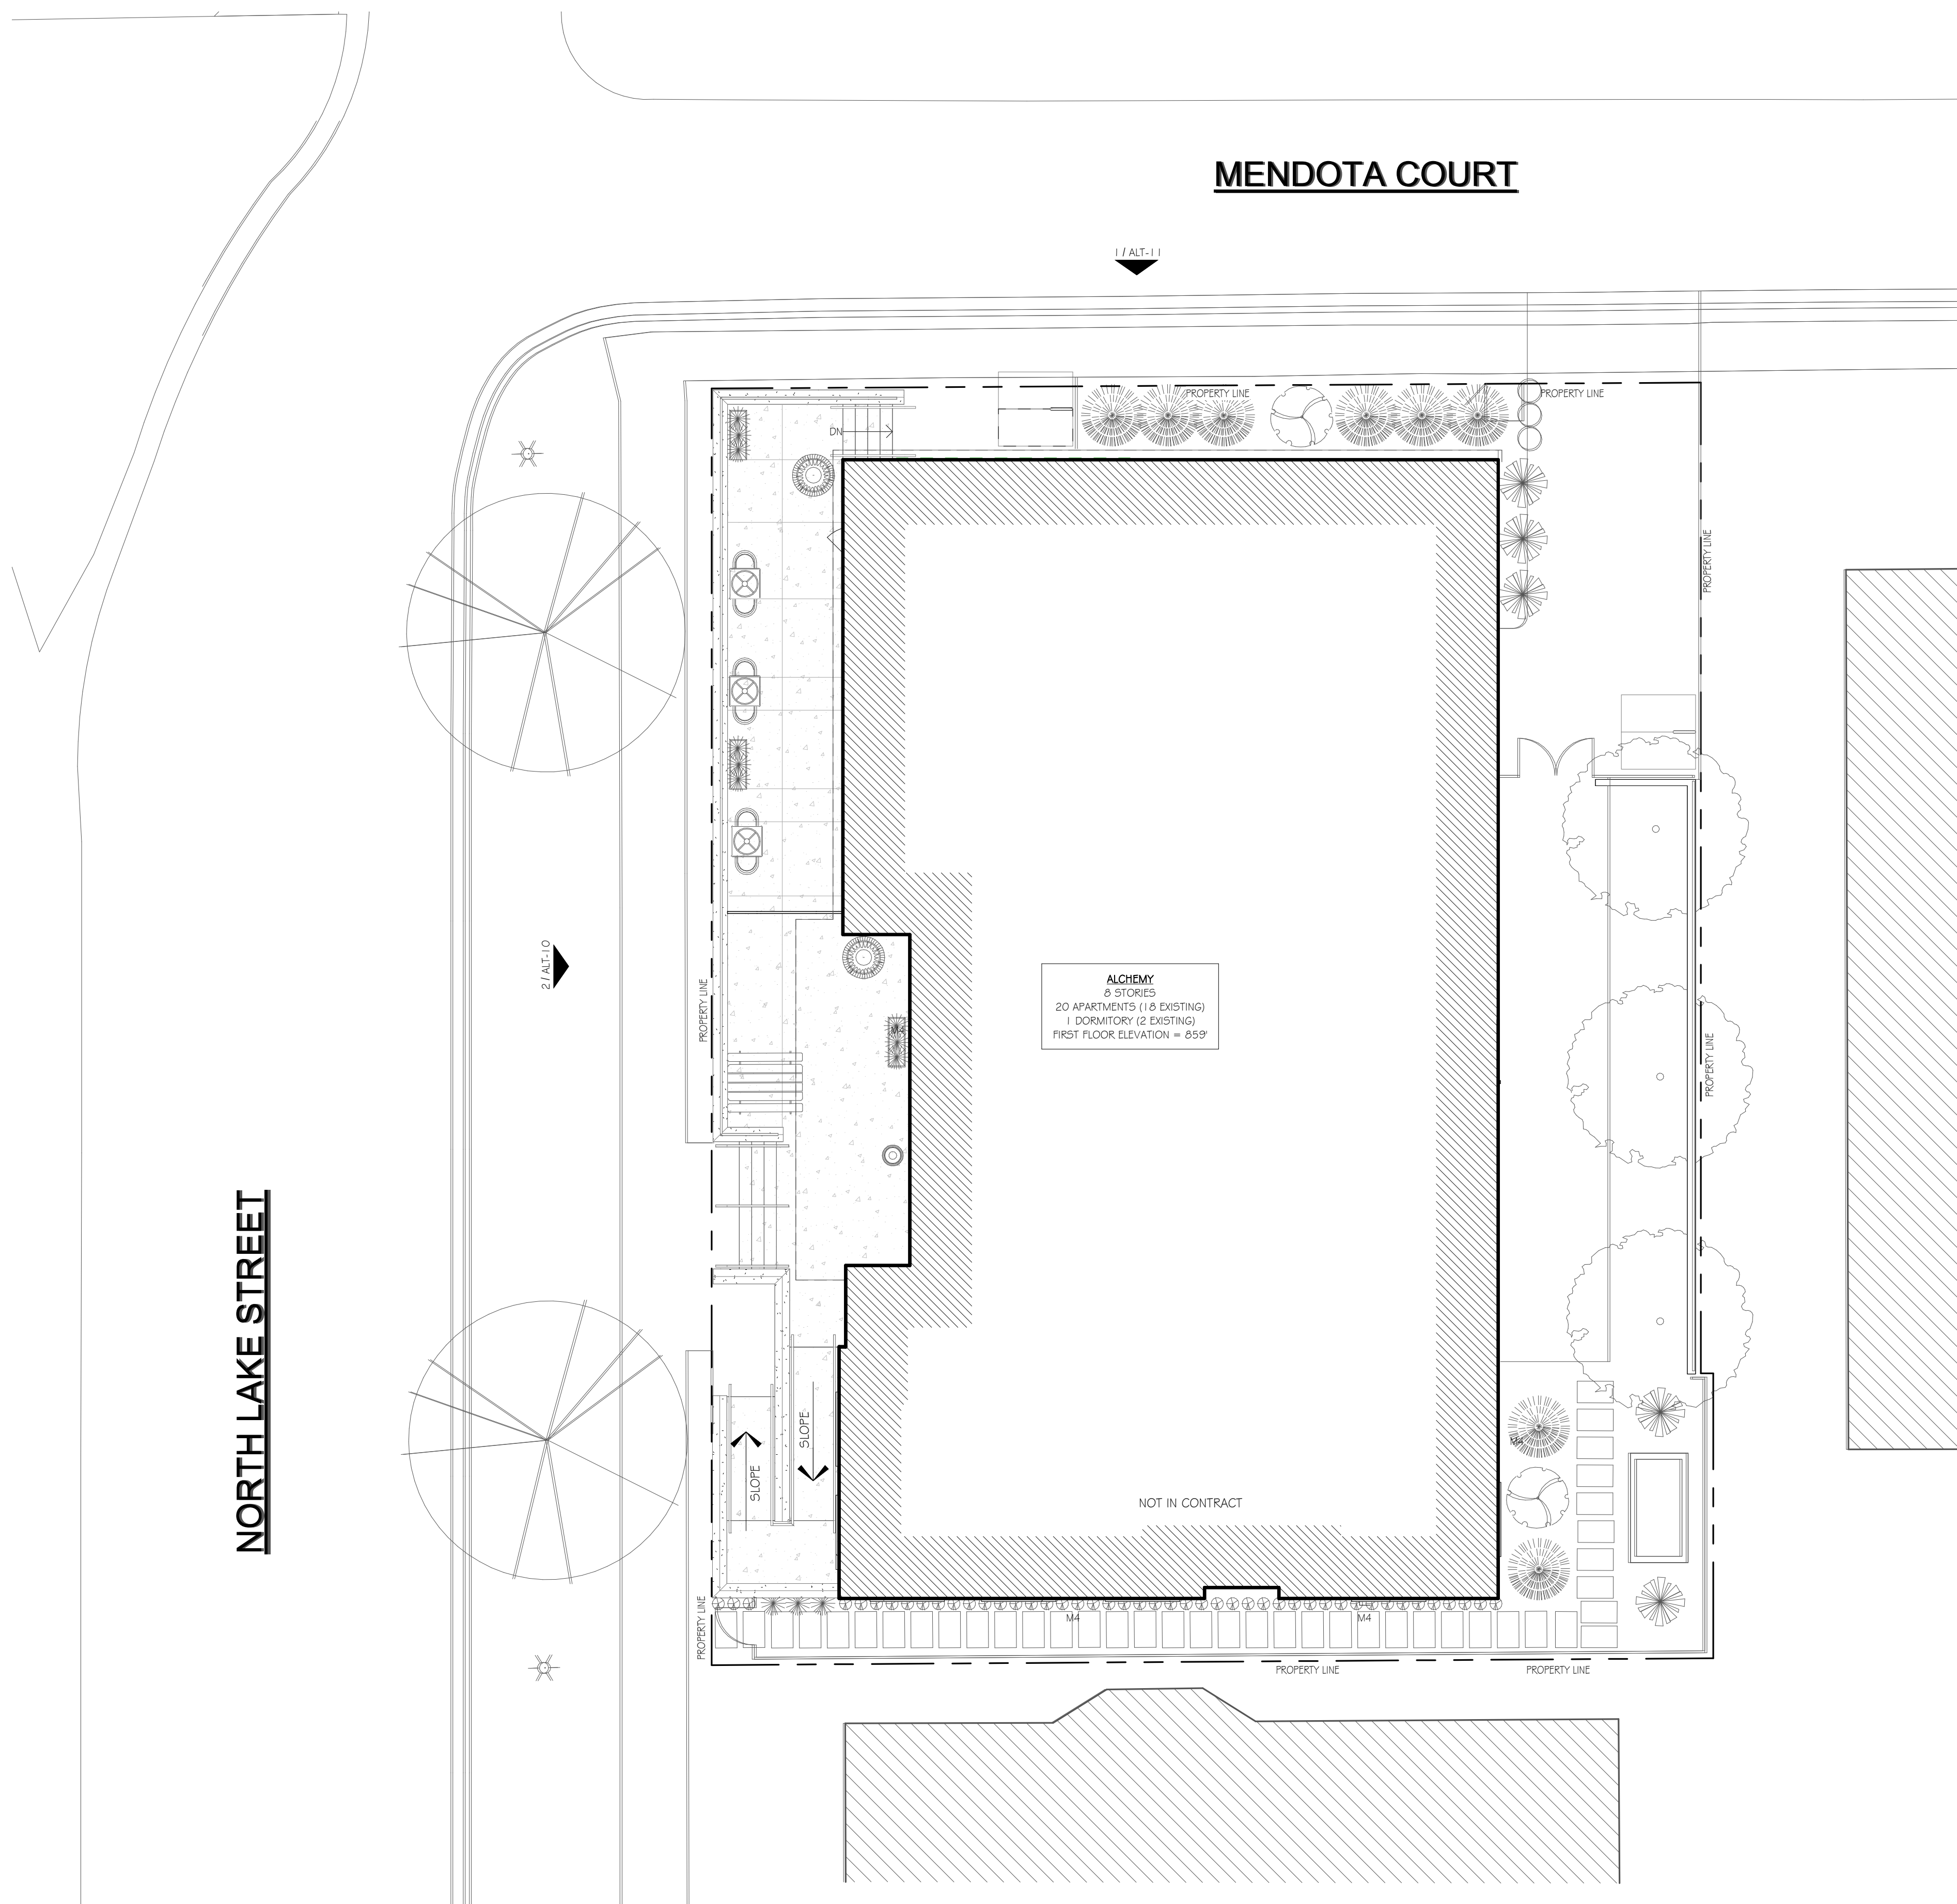 MENDOTA COURT
1 / ALT-11
PROPERTY LINE
PROPERTY LINE
DN
PROPERTY LINE
2 / ALT-10
PROPERTY LINE
ALCHEMY
8 STORIES
20 APARTMENTS (18 EXISTING)
1 DORMITORY (2 EXISTING)
FIRST FLOOR ELEVATION = 859'
M4
PROPERTY LINE
NORTH LAKE STREET
SLOPE
SLOPE
M4
NOT IN CONTRACT
PROPERTY LINE
M4
M4
PROPERTY LINE
PROPERTY LINE